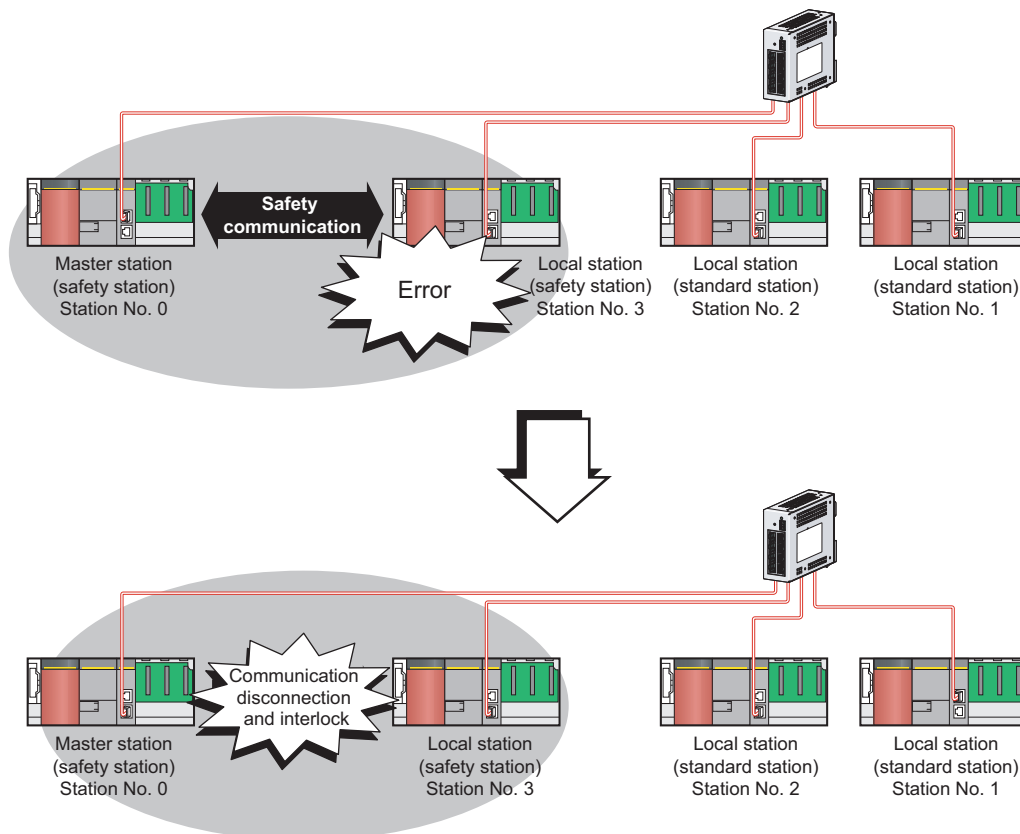 Safety
communication
Error
Master station
(safety station)
Station No. 0
Local station
(safety station)
Station No. 3
Local station
(standard station)
Station No. 2
Local station
(standard station)
Station No. 1
Communication
disconnection
and interlock
Master station
(safety station)
Station No. 0
Local station
(safety station)
Station No. 3
Local station
(standard station)
Station No. 2
Local station
(standard station)
Station No. 1